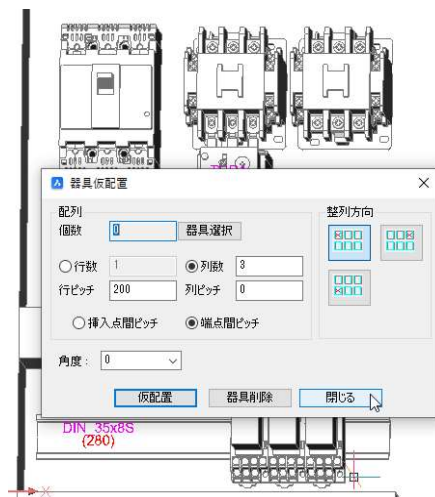 器具仮配置
配列
個数 0 器具選択
行数 1 列数 3
行ピッチ 200 列ピッチ 0
挿入点間ピッチ 端点間ピッチ
角度: 0
仮配置 器具削除 閉じる
整列方向
DIN 35x8S
(280)
X